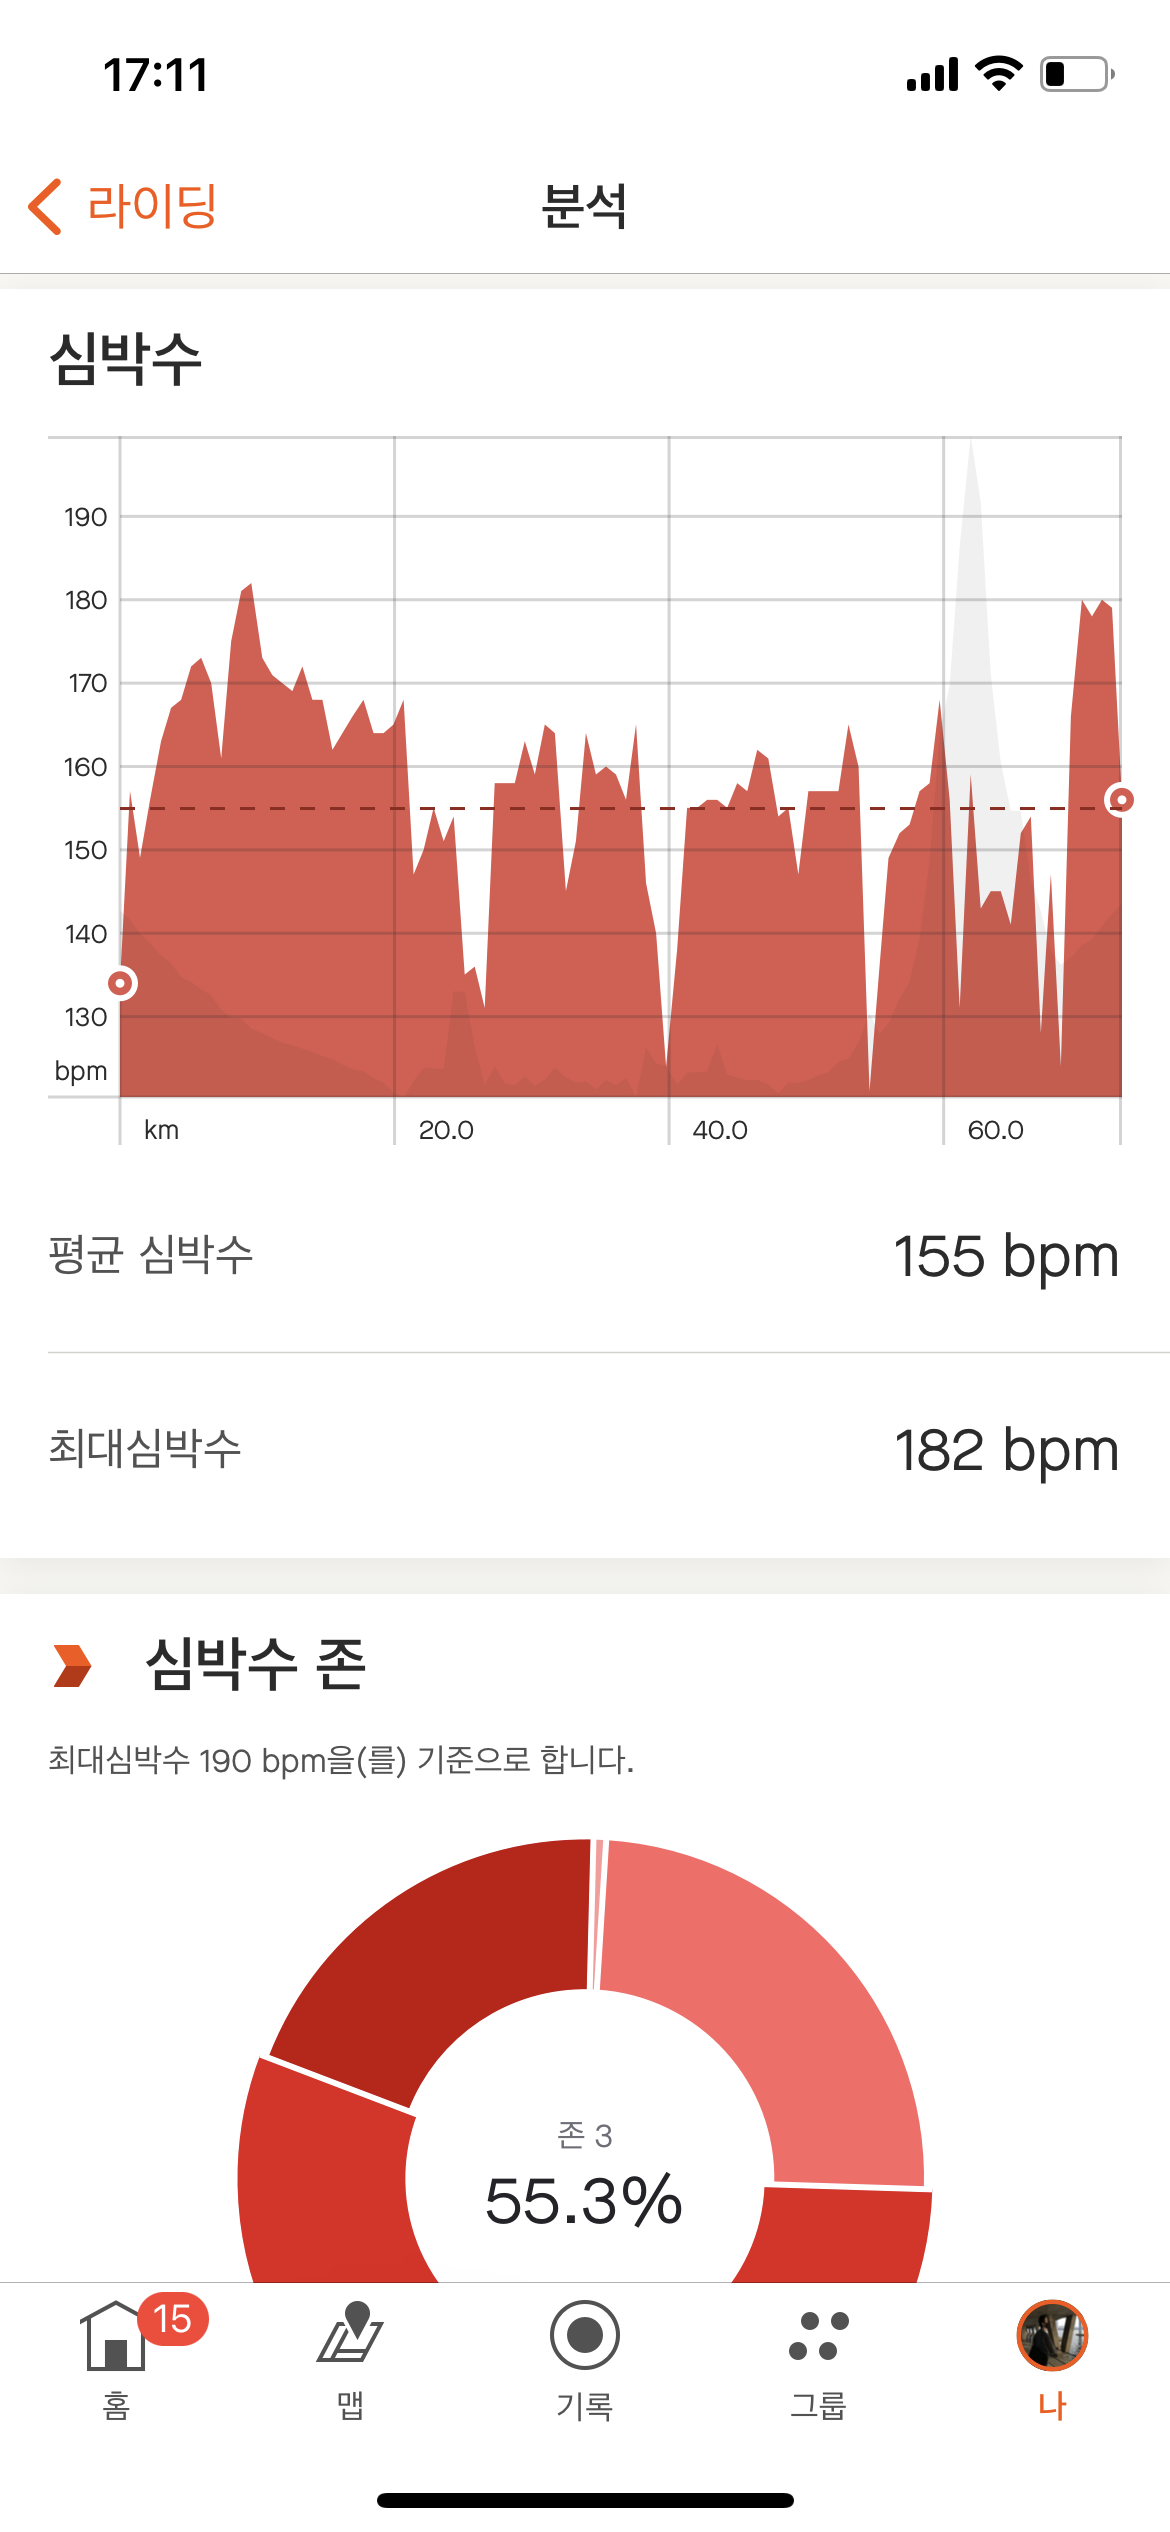 17:11
라이딩
분석
심박수
190
180
170
160
150
140
130
bpm
km 20.0 40.0 60.0
평균 심박수 155 bpm
최대심박수 182 bpm
심박수 존
최대심박수 190 bpm을(를) 기준으로 합니다.
존 3
55.3%
15
홈 맵 기록 그룹 나